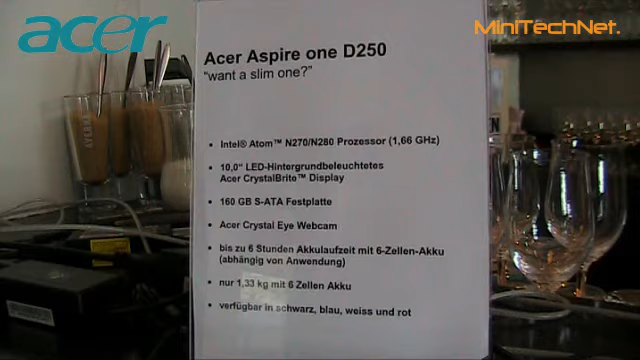 acer
MiniTechNet.
Acer Aspire one D250
"want a slim one?"
• Intel® Atom™ N270/N280 Prozessor (1,66 GHz)
• 10,0" LED-Hintergrundbeleuchtetes
Acer CrystalBrite™ Display
• 160 GB S-ATA Festplatte
• Acer Crystal Eye Webcam
• bis zu 6 Stunden Akkulaufzeit mit 6-Zellen-Akku
(abhängig von Anwendung)
• nur 1,33 kg mit 6 Zellen Akku
• verfügbar in schwarz, blau, weiss und rot